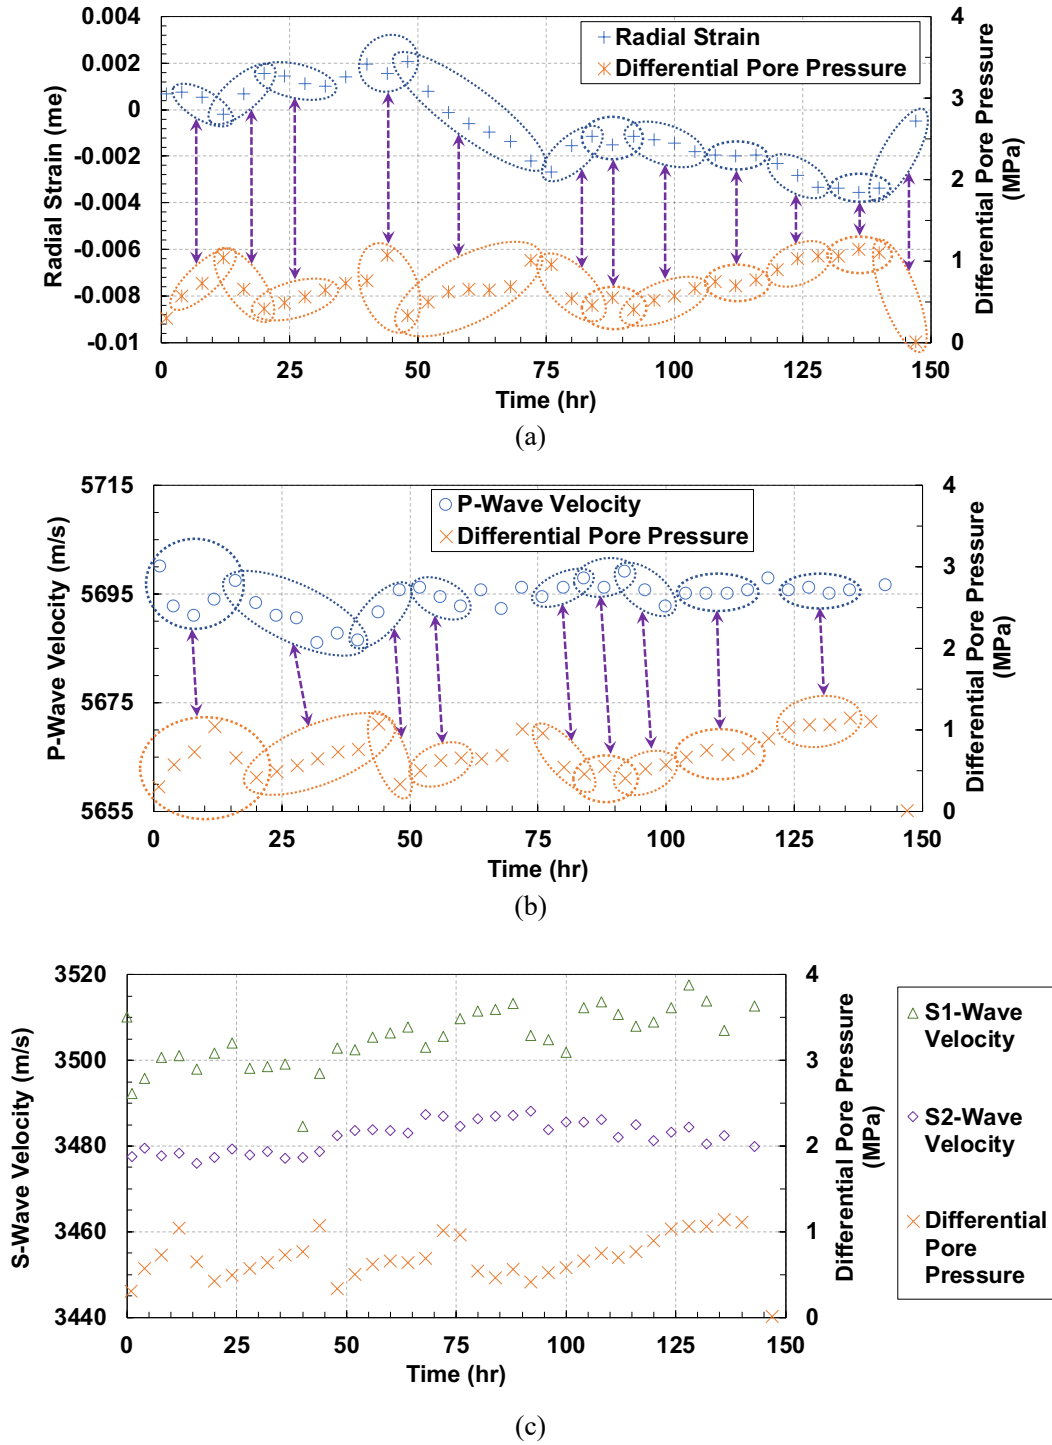 0.004
0.002
0
-0.002
-0.004
-0.006
-0.008
-0.01
Radial Strain (me)
Radial Strain
Differential Pore Pressure
4
3
2
1
0
Differential Pore Pressure
(MPa)
0 25 50 75 100 125 150
Time (hr)
(a)
5715
5695
5675
5655
P-Wave Velocity (m/s)
P-Wave Velocity
Differential Pore Pressure
4
3
2
1
0
Differential Pore Pressure
(MPa)
0 25 50 75 100 125 150
Time (hr)
(b)
3520
3500
3480
3460
3440
S-Wave Velocity (m/s)
4
3
2
1
0
Differential Pore Pressure
(MPa)
S1-Wave
Velocity
S2-Wave
Velocity
Differential
Pore
Pressure
0 25 50 75 100 125 150
Time (hr)
(c)